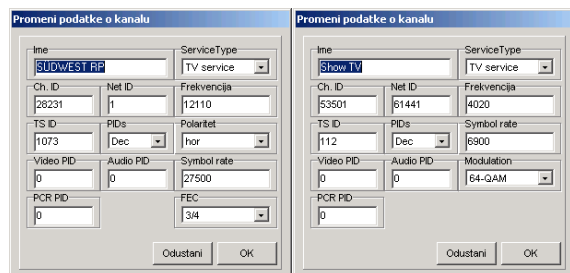 Promeni podatke o kanalu
Ime
ServiceType
SÜDWEST RP
TV service
Ch. ID
Net ID
Frekvencija
28231
1
12110
TS ID
PIDs
Polaritet
1073
Dec
hor
Video PID
Audio PID
Symbol rate
0
0
27500
PCR PID
FEC
0
3/4
Odustani
OK
Promeni podatke o kanalu
Ime
ServiceType
Show TV
TV service
Ch. ID
Net ID
Frekvencija
53501
61441
4020
TS ID
PIDs
Symbol rate
112
Dec
6900
Video PID
Audio PID
Modulation
0
0
64-QAM
PCR PID
0
Odustani
OK